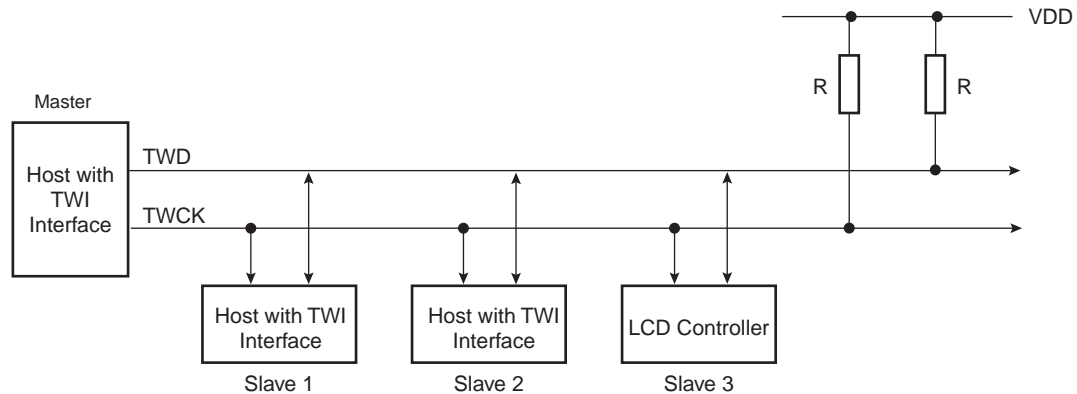 VDD
R
R
Master
Host with
TWI
Interface
TWD
TWCK
Host with TWI
Interface
Slave 1
Host with TWI
Interface
Slave 2
LCD Controller
Slave 3